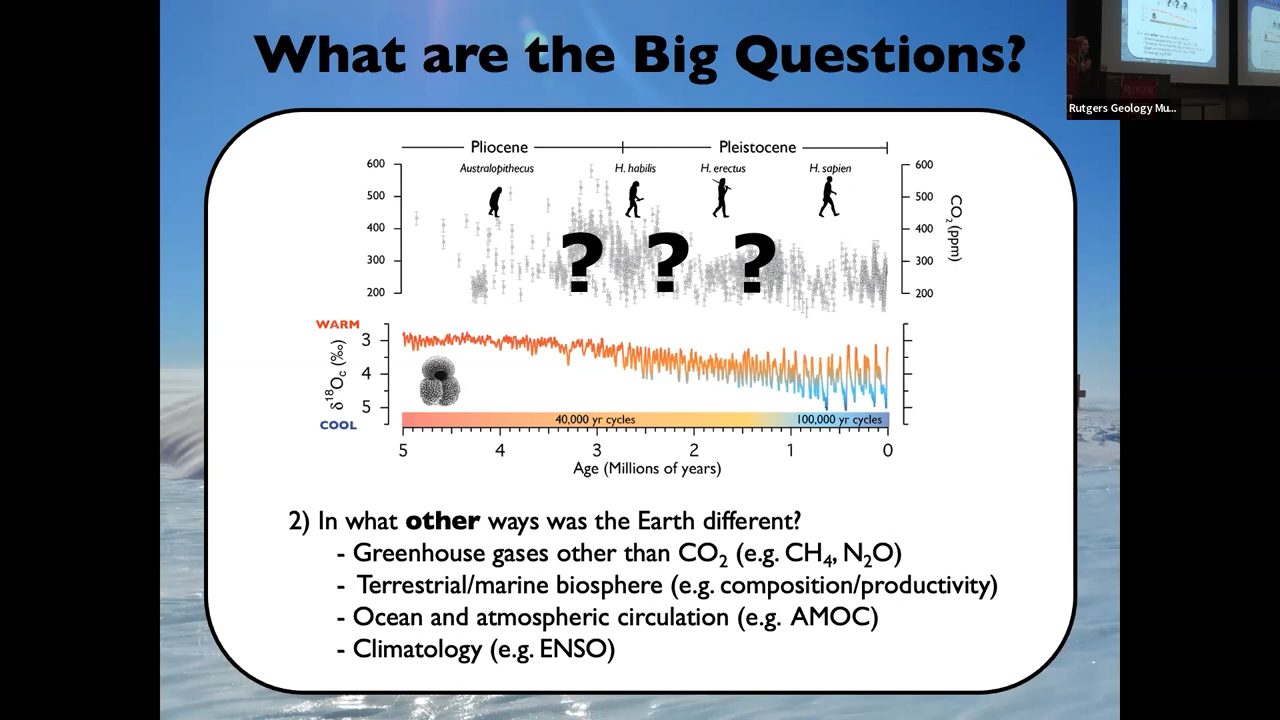 What are the Big Questions?
Rutgers Geology Mu...
Pliocene
Pleistocene
Australopithecus
H. habilis
H. erectus
H. sapien
600
500
400
300
200
? ? ?
600
500
400
300
200
CO₂ (ppm)
WARM
3
4
5
COOL
δ¹⁸Oc (‰)
40,000 yr cycles
100,000 yr cycles
5 4 3 2 1 0
Age (Millions of years)
2) In what other ways was the Earth different?
- Greenhouse gases other than CO₂ (e.g. CH₄, N₂O)
- Terrestrial/marine biosphere (e.g. composition/productivity)
- Ocean and atmospheric circulation (e.g. AMOC)
- Climatology (e.g. ENSO)